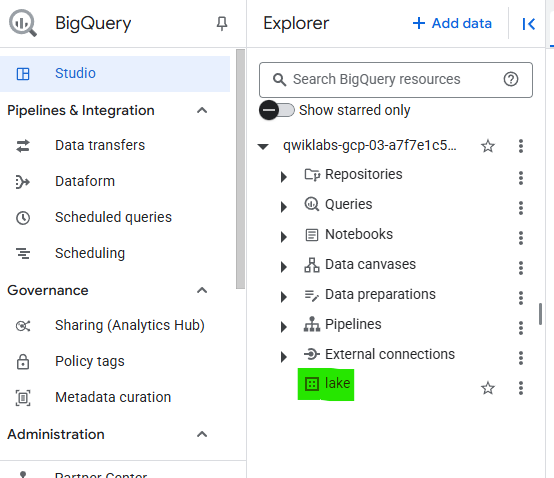 BigQuery
Studio
Pipelines & Integration
Data transfers
Dataform
Scheduled queries
Scheduling
Governance
Sharing (Analytics Hub)
Policy tags
Metadata curation
Administration
Partner Center
Explorer
+ Add data
Search BigQuery resources
Show starred only
qwiklabs-gcp-03-a7f7e1c5...
Repositories
Queries
Notebooks
Data canvases
Data preparations
Pipelines
External connections
lake